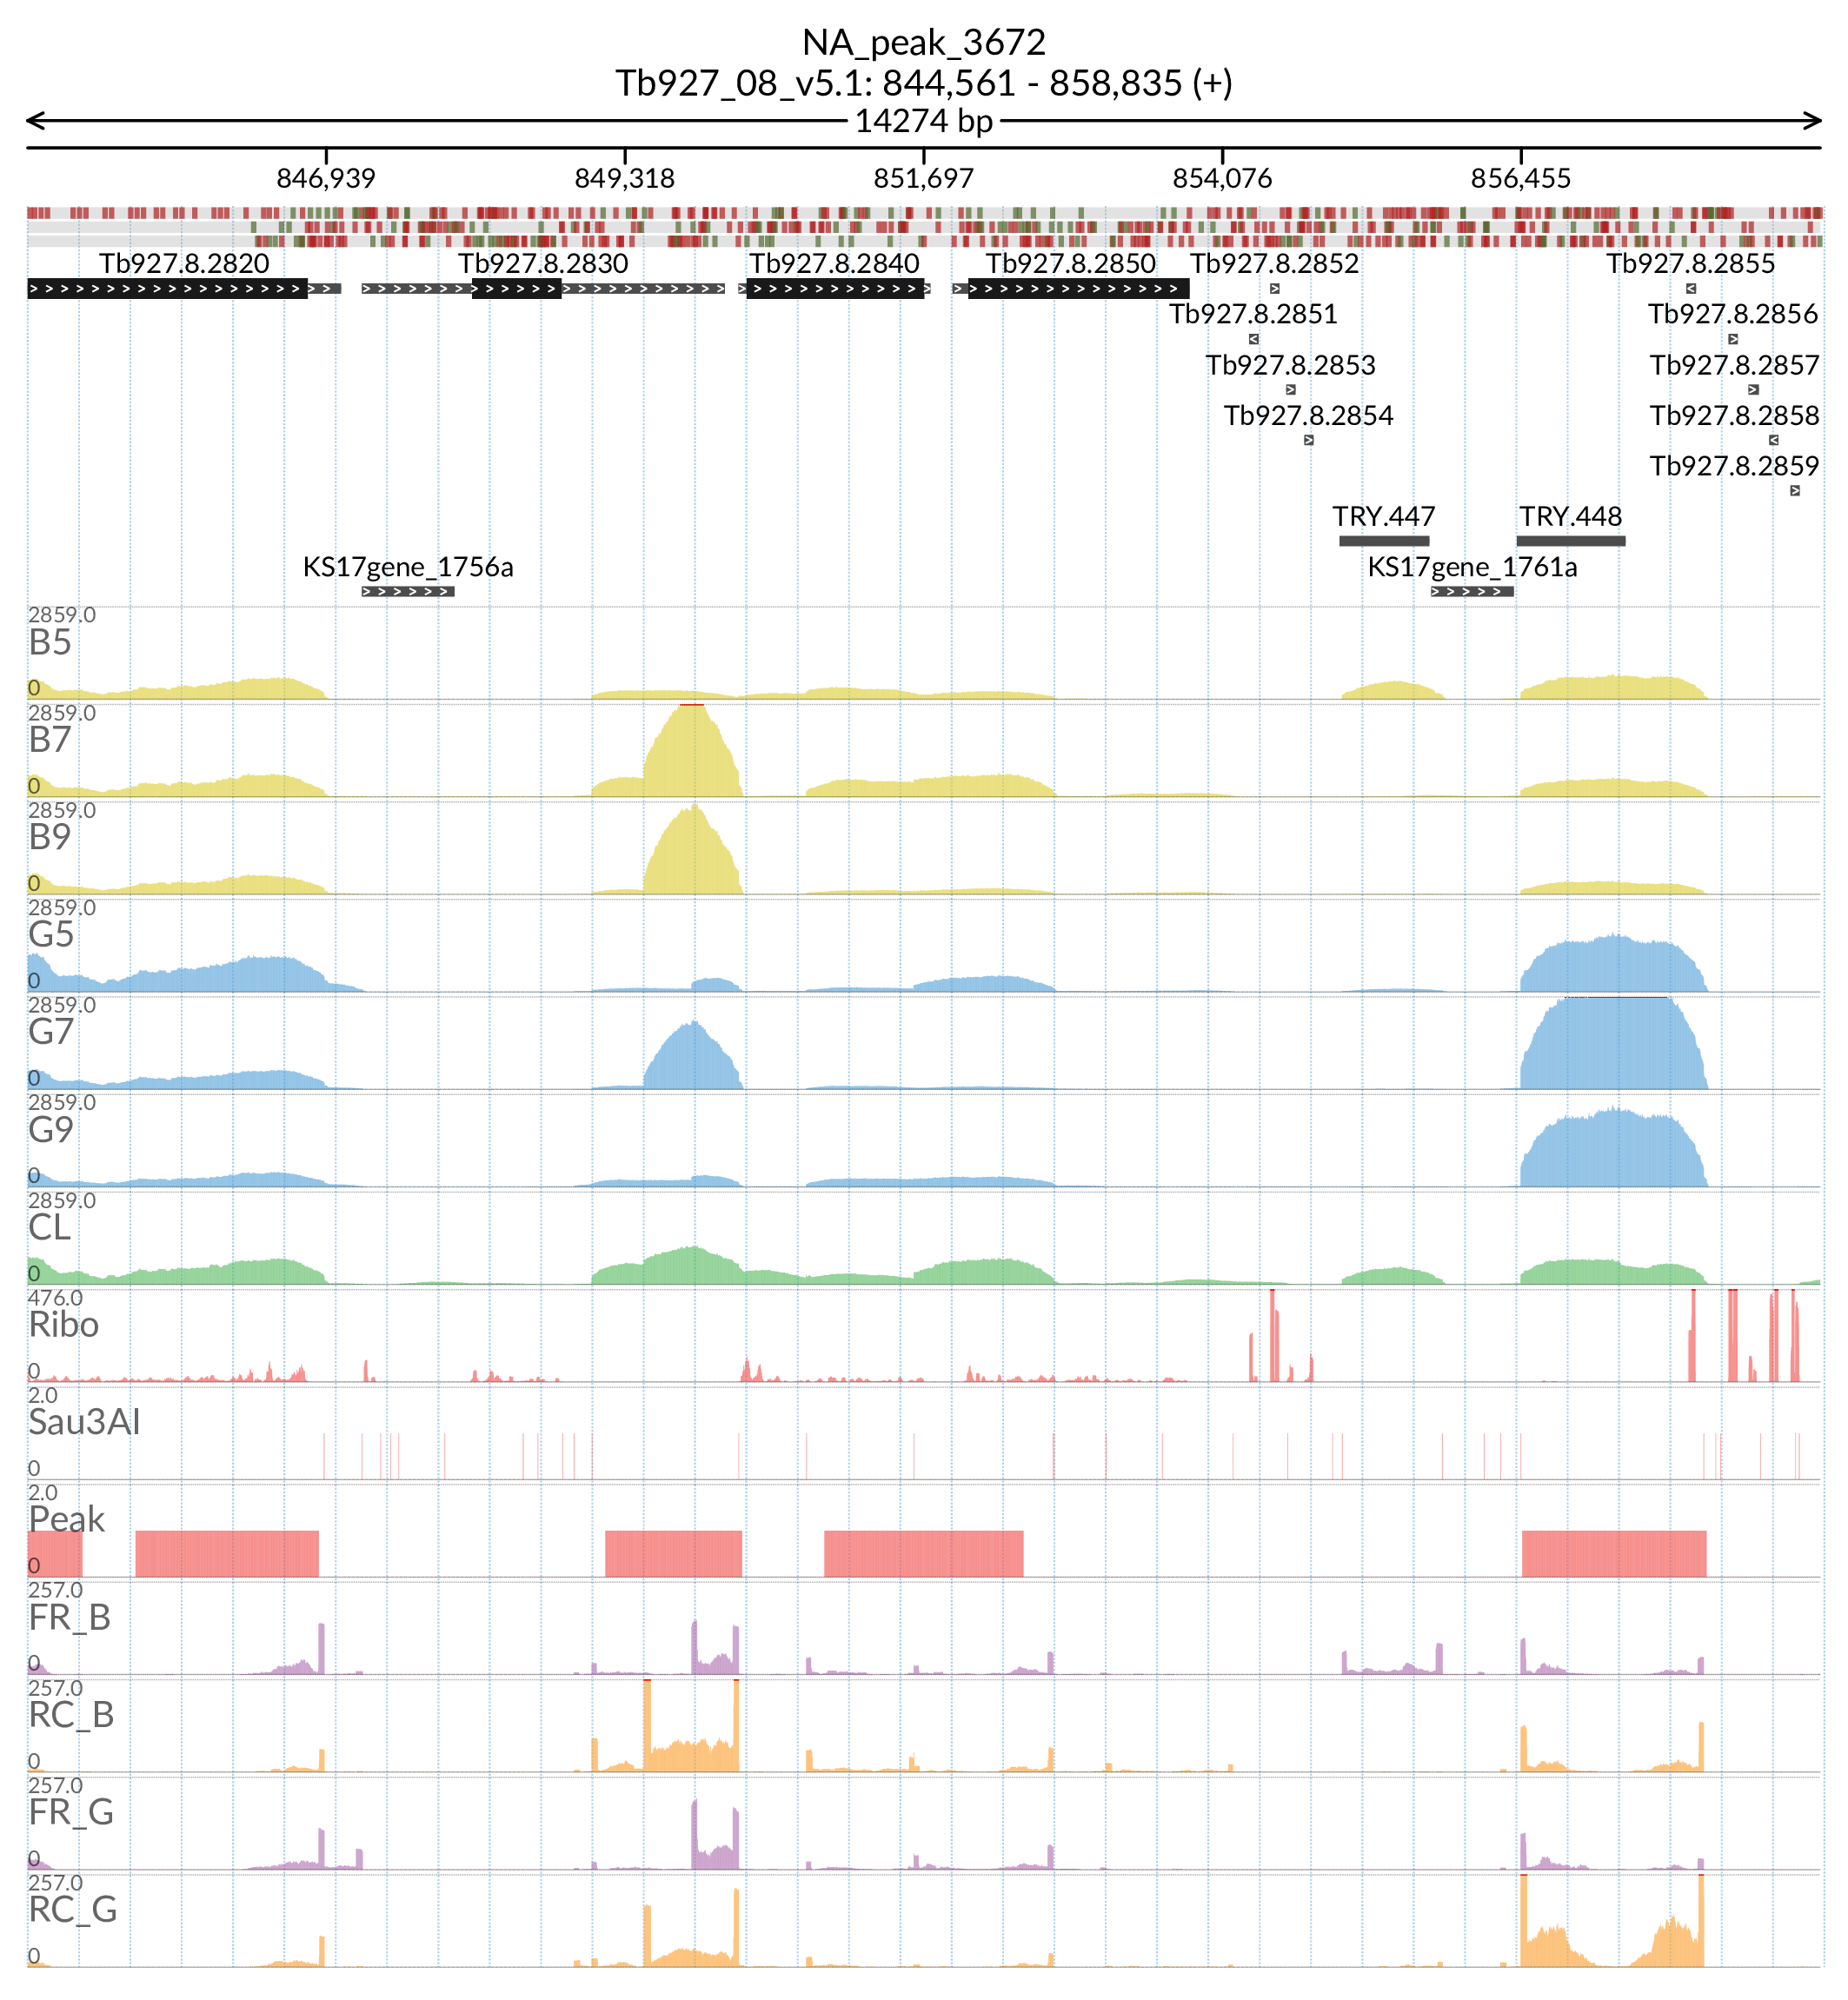 NA_peak_3672
Tb927_08_v5.1: 844,561 - 858,835 (+)
14274 bp
846,939 849,318 851,697 854,076 856,455
Tb927.8.2820 Tb927.8.2830 Tb927.8.2840 Tb927.8.2850 Tb927.8.2852 Tb927.8.2855
Tb927.8.2851 Tb927.8.2856
Tb927.8.2853 Tb927.8.2857
Tb927.8.2854 Tb927.8.2858
Tb927.8.2859
TRY.447 TRY.448
KS17gene_1756a KS17gene_1761a
2859.0
B5
0
2859.0
B7
0
2859.0
B9
0
2859.0
G5
0
2859.0
G7
0
2859.0
G9
0
2859.0
CL
0
476.0
Ribo
0
2.0
Sau3AI
0
2.0
Peak
0
257.0
FR_B
0
257.0
RC_B
0
257.0
FR_G
0
257.0
RC_G
0